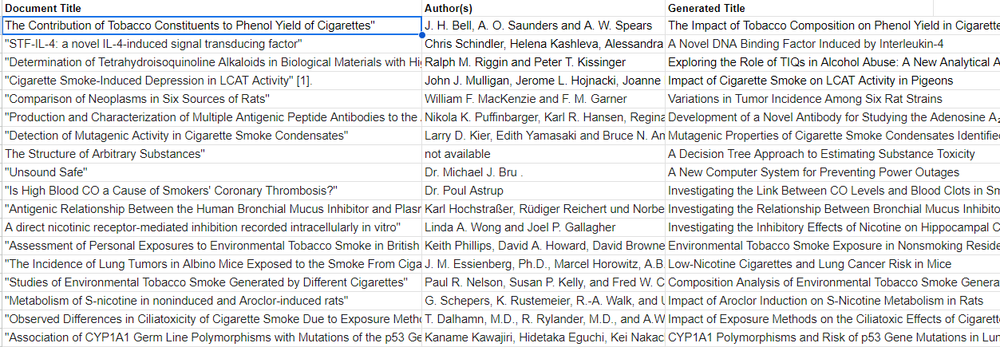 Document Title Author(s) Generated Title
The Contribution of Tobacco Constituents to Phenol Yield of Cigarettes" J. H. Bell, A. O. Saunders and A. W. Spears The Impact of Tobacco Composition on Phenol Yield in Cigarette
"STF-IL-4: a novel IL-4-induced signal transducing factor" Chris Schindler, Helena Kashleva, Alessandra A Novel DNA Binding Factor Induced by Interleukin-4
"Determination of Tetrahydroisoquinoline Alkaloids in Biological Materials with Hi Ralph M. Riggin and Peter T. Kissinger Exploring the Role of TIQs in Alcohol Abuse: A New Analytical A
"Cigarette Smoke-Induced Depression in LCAT Activity" [1]. John J. Mulligan, Jerome L. Hojnacki, Joanne Impact of Cigarette Smoke on LCAT Activity in Pigeons
"Comparison of Neoplasms in Six Sources of Rats" William F. MacKenzie and F. M. Garner Variations in Tumor Incidence Among Six Rat Strains
"Production and Characterization of Multiple Antigenic Peptide Antibodies to the Nikola K. Puffinbarger, Karl R. Hansen, Regina Development of a Novel Antibody for Studying the Adenosine A₂
"Detection of Mutagenic Activity in Cigarette Smoke Condensates" Larry D. Kier, Edith Yamasaki and Bruce N. Am Mutagenic Properties of Cigarette Smoke Condensates Identifie
The Structure of Arbitrary Substances" not available A Decision Tree Approach to Estimating Substance Toxicity
"Unsound Safe" Dr. Michael J. Bru . A New Computer System for Preventing Power Outages
"Is High Blood CO a Cause of Smokers' Coronary Thrombosis?" Dr. Poul Astrup Investigating the Link Between CO Levels and Blood Clots in Sm
"Antigenic Relationship Between the Human Bronchial Mucus Inhibitor and Plasr Karl Hochstraßer, Rüdiger Reichert und Norbe Investigating the Relationship Between Bronchial Mucus Inhibito
A direct nicotinic receptor-mediated inhibition recorded intracellularly in vitro" Linda A. Wong and Joel P. Gallagher Investigating the Inhibitory Effects of Nicotine on Hippocampal C
"Assessment of Personal Exposures to Environmental Tobacco Smoke in British Keith Phillips, David A. Howard, David Browne Environmental Tobacco Smoke Exposure in Nonsmoking Reside
"The Incidence of Lung Tumors in Albino Mice Exposed to the Smoke From Ciga J. M. Essenberg, Ph.D., Marcel Horowitz, A.B. Low-Nicotine Cigarettes and Lung Cancer Risk in Mice
"Studies of Environmental Tobacco Smoke Generated by Different Cigarettes" Paul R. Nelson, Susan P. Kelly, and Fred W. C Composition Analysis of Environmental Tobacco Smoke Genera
"Metabolism of S-nicotine in noninduced and Aroclor-induced rats" G. Schepers, K. Rustemeier, R.-A. Walk, and U Impact of Aroclor Induction on S-Nicotine Metabolism in Rats
"Observed Differences in Ciliatoxicity of Cigarette Smoke Due to Exposure Metho T. Dalhamn, M.D., R. Rylander, M.D., and A.W Impact of Exposure Methods on the Ciliatoxic Effects of Cigarett
"Association of CYP1A1 Germ Line Polymorphisms with Mutations of the p53 Ge Kaname Kawajiri, Hidetaka Eguchi, Kei Nakac CYP1A1 Polymorphisms and Risk of p53 Gene Mutations in Lun